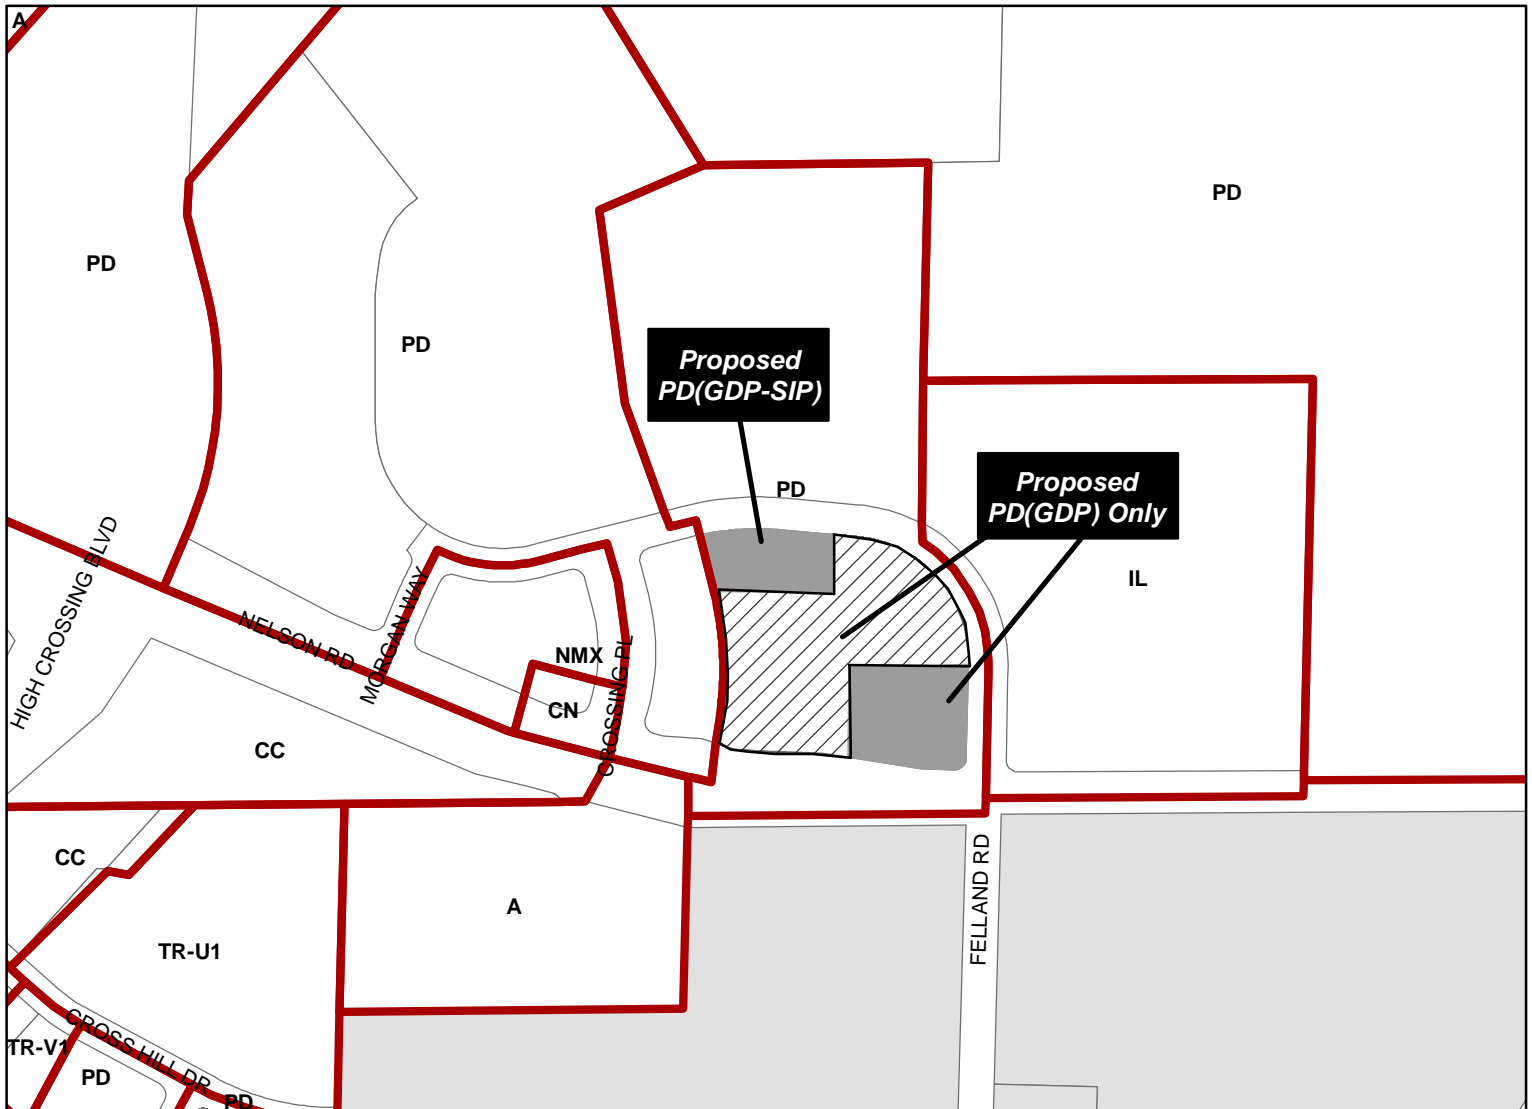 A
PD
PD
PD
Proposed
PD(GDP-SIP)
Proposed
PD(GDP) Only
PD
IL
HIGH CROSSING BLVD
NELSON RD
MORGAN WAY
NMX
CN
CROSSING PL
CC
CC
A
TR-U1
FELLAND RD
CROSS HILL DR
TR-V1
PD
PD